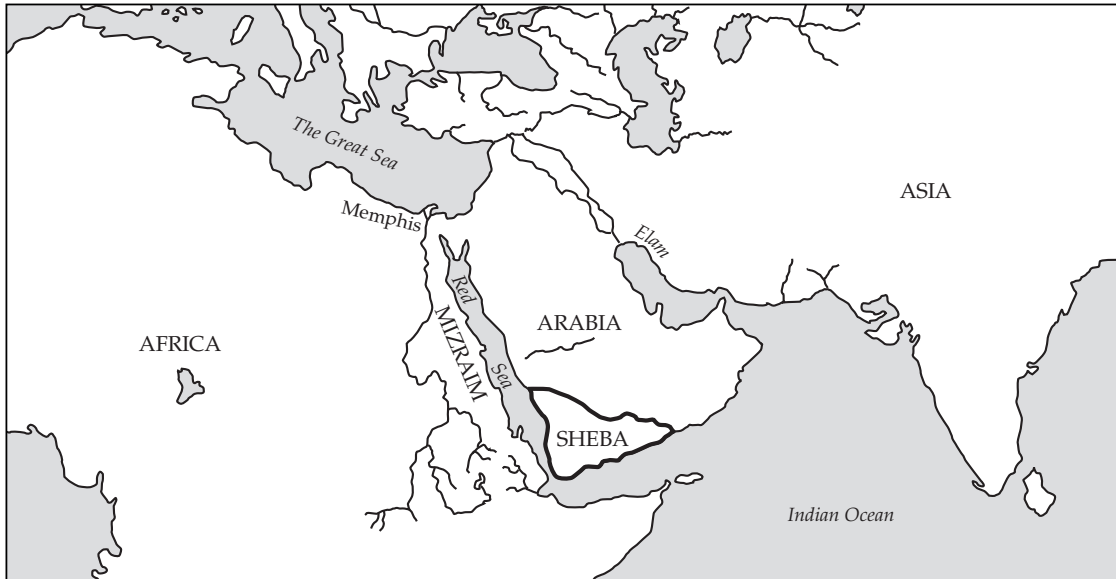 The Great Sea
ASIA
Memphis
Elam
Red
Sea
MIZRAIM
ARABIA
AFRICA
SHEBA
Indian Ocean